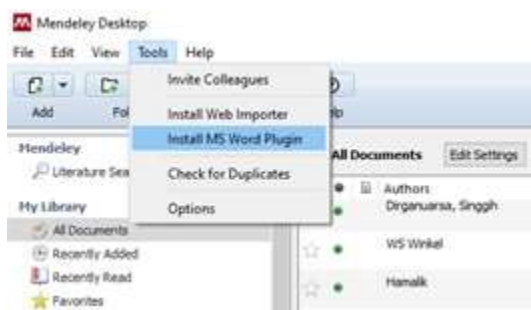 Mendeley Desktop
File Edit View Tools Help
Invite Colleagues
Install Web Importer
Install MS Word Plugin
Check for Duplicates
Options
Add
Mendeley
Literature Sea
My Library
All Documents
Recently Added
Recently Read
Favorites
All Documents Edit Settings
Authors
Dirganuarsa, Singgih
WS Winkel
Hamalik